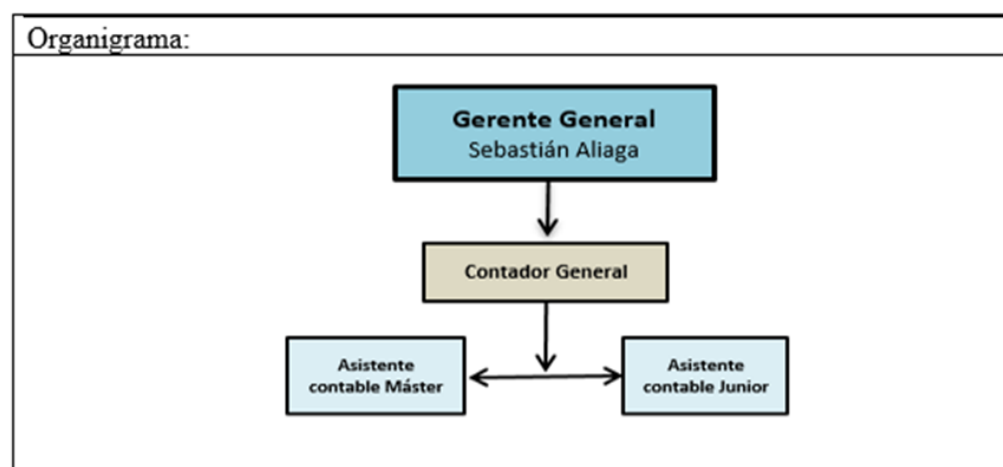 Organigrama:
Gerente General
Sebastián Aliaga
Contador General
Asistente
contable Máster
Asistente
contable Junior